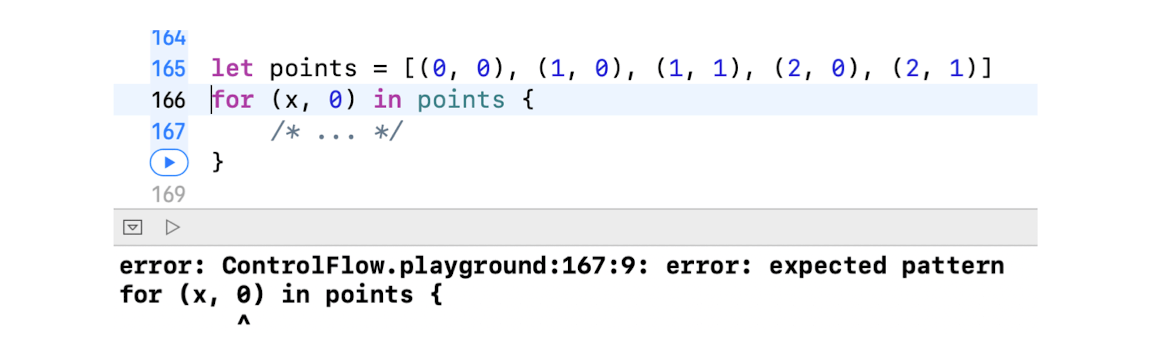 164
165 let points = [(0, 0), (1, 0), (1, 1), (2, 0), (2, 1)]
166 for (x, 0) in points {
167 /* ... */
}
169
error: ControlFlow.playground:167:9: error: expected pattern
for (x, 0) in points {
^